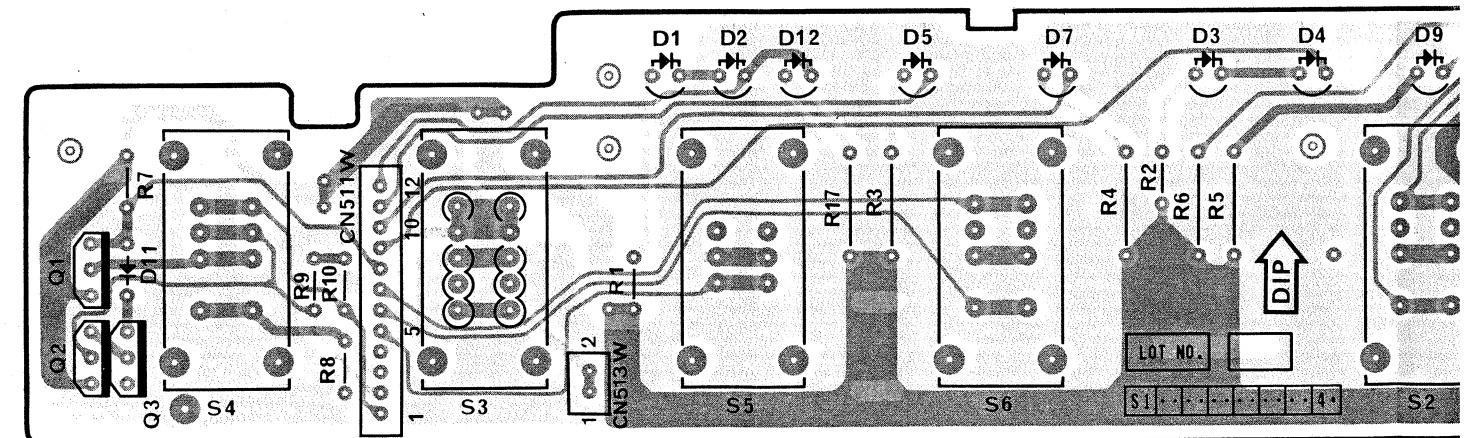 D1 D2 D12 D5 D7 D3 D4 D9
R7
CN511W
12
10
5
1
R17
R3
R4
R2
R6
R5
Q1
D11
R9
R10
R1
DIP
Q2
R8
Q3
S4
S3
1
2
CN513W
S5
S6
LOT NO.
S1 4
S2